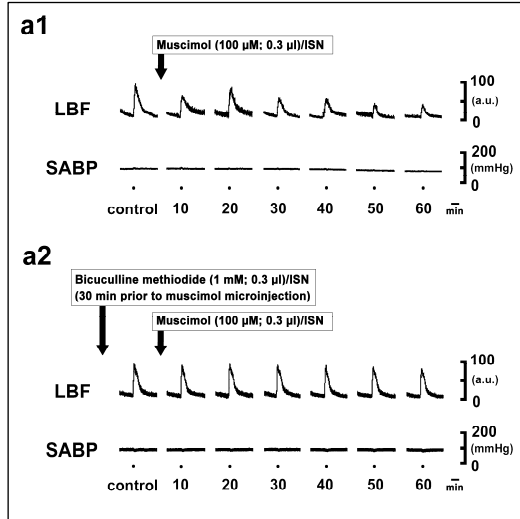 a1
Muscimol (100 µM; 0.3 µl)/ISN
LBF
100
(a.u.)
0
SABP
200
(mmHg)
0
control 10 20 30 40 50 60 min
a2
Bicuculline methiodide (1 mM; 0.3 µl)/ISN
(30 min prior to muscimol microinjection)
Muscimol (100 µM; 0.3 µl)/ISN
LBF
100
(a.u.)
0
SABP
200
(mmHg)
0
control 10 20 30 40 50 60 min